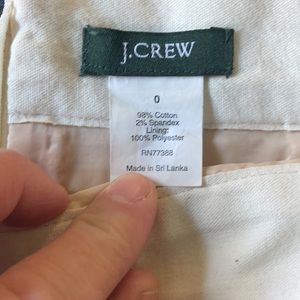 J.CREW
0
98% Cotton
2% Spandex
Lining:
100% Polyester
RN77388
Made in Sri Lanka